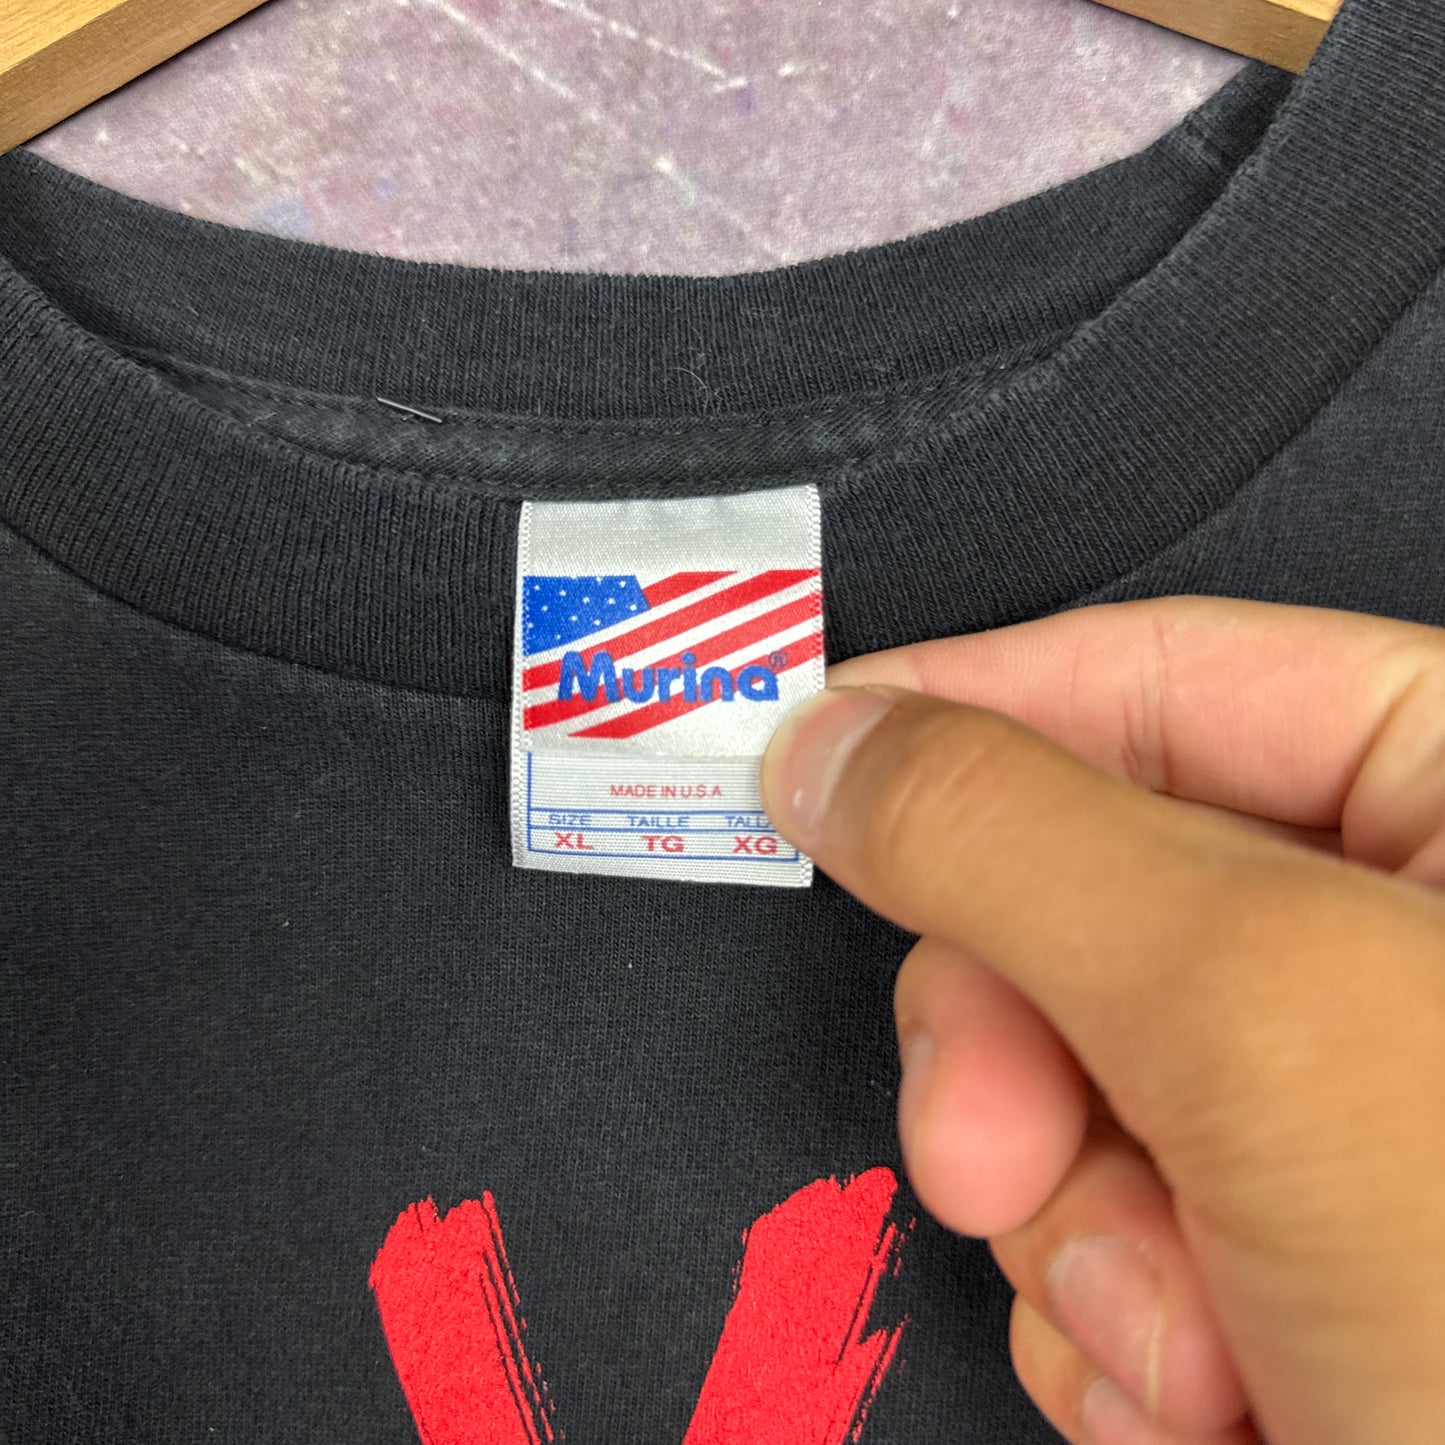 Murina®
MADE IN U.S.A
SIZE TAILLE
XL TG XG